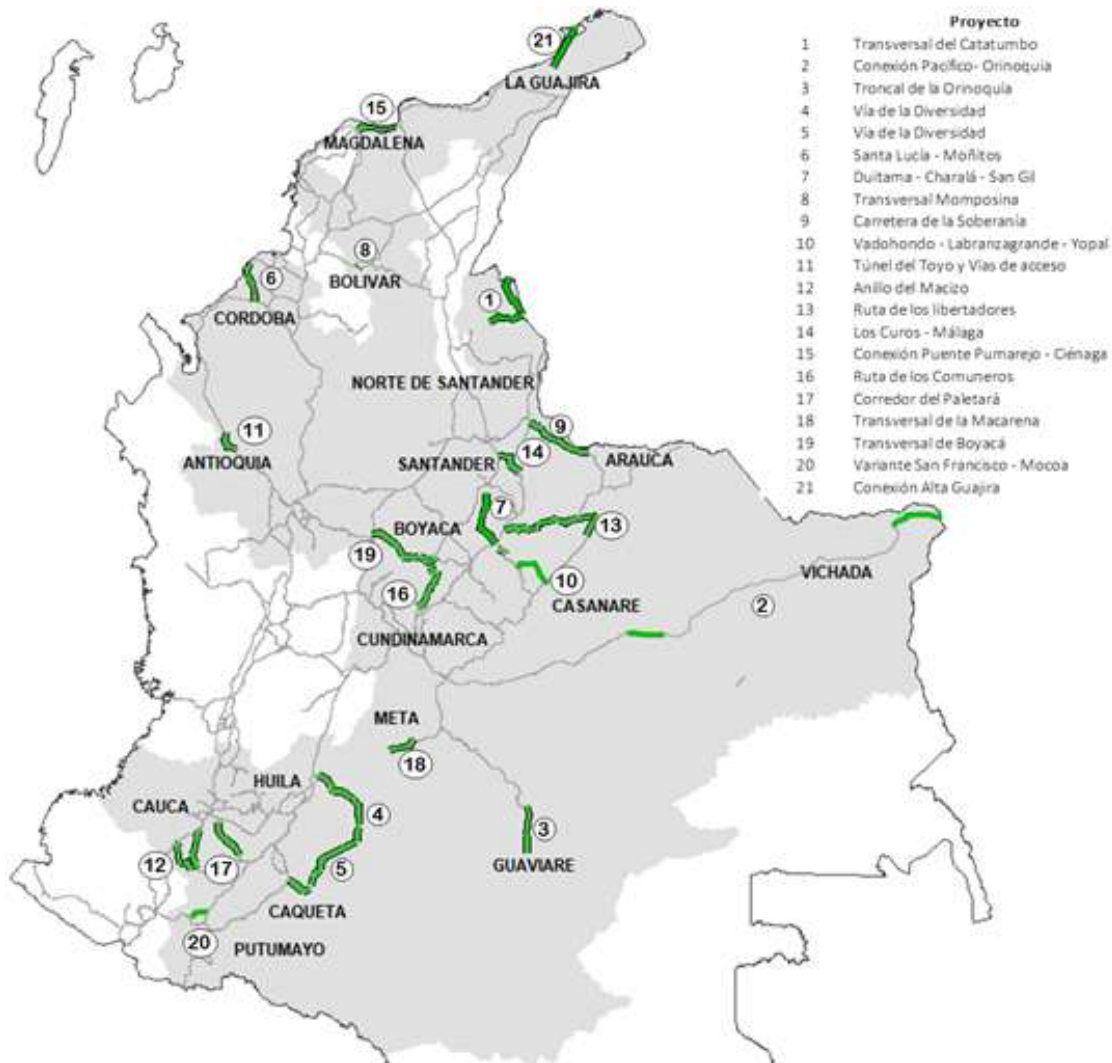 Proyecto
1 Transversal del Catatumbo
2 Conexión Pacífico- Orinoquia
3 Troncal de la Orinoquía
4 Vía de la Diversidad
5 Vía de la Diversidad
6 Santa Lucía - Moñitos
7 Duitama - Charalá - San Gil
8 Transversal Momposina
9 Carretera de la Soberanía
10 Vadohondo - Labranzagrande - Yopal
11 Túnel del Toyo y Vías de acceso
12 Anillo del Macizo
13 Ruta de los libertadores
14 Los Curos - Málaga
15 Conexión Puente Pumarejo - Ciénaga
16 Ruta de los Comuneros
17 Corredor del Paletará
18 Transversal de la Macarena
19 Transversal de Boyacá
20 Variante San Francisco - Mocoa
21 Conexión Alta Guajira
21
LA GUAJIRA
15
MAGDALENA
8
BOLIVAR
6
CORDOBA
1
NORTE DE SANTANDER
11
ANTIOQUIA
9
SANTANDER
14
ARAUCA
7
BOYACA
13
19
16
10
CASANARE
VICHADA
2
CUNDINAMARCA
META
18
HUILA
4
CAUCA
3
GUAVIARE
12
17
5
CAQUETA
20
PUTUMAYO